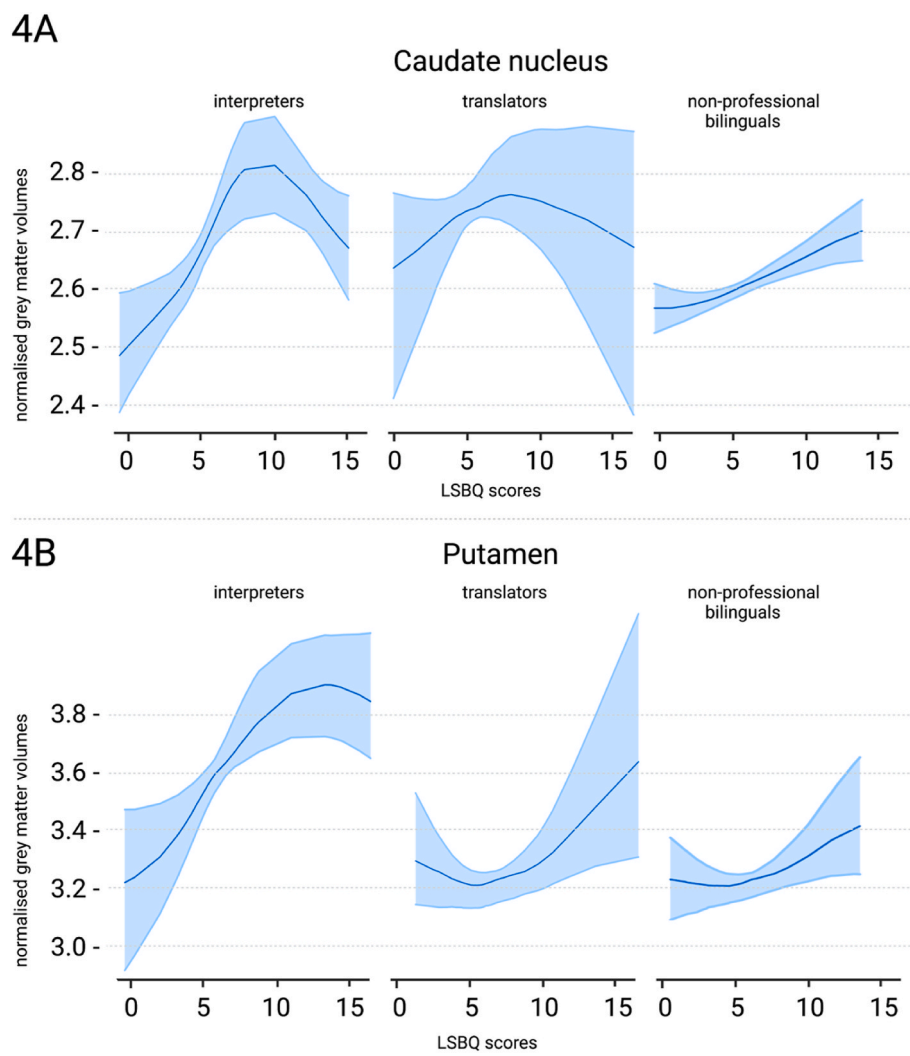 4A
Caudate nucleus
interpreters
translators
non-professional
bilinguals
normalised grey matter volumes
2.8 -
2.7 -
2.6 -
2.5 -
2.4 -
0 5 10 15 0 5 10 15 0 5 10 15
LSBQ scores
4B
Putamen
interpreters
translators
non-professional
bilinguals
normalised grey matter volumes
3.8 -
3.6 -
3.4 -
3.2 -
3.0 -
0 5 10 15 0 5 10 15 0 5 10 15
LSBQ scores